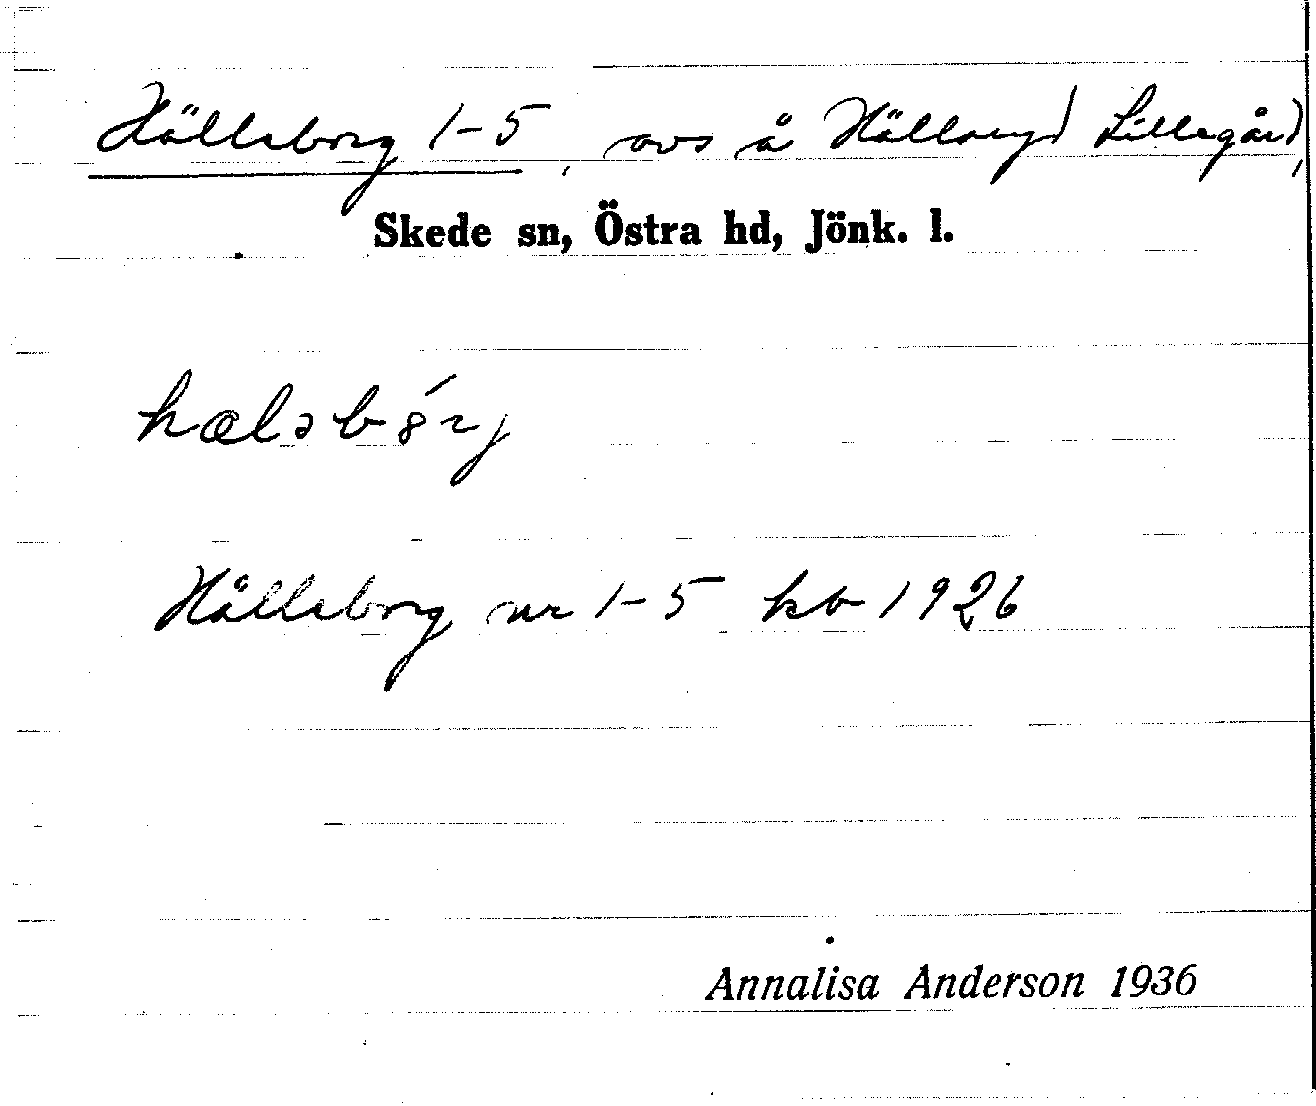 Hälleborg 1-5, avs å Hälleryd Lillegård,
Skede sn, Östra hd, Jönk. l.
hæləbórj
Hälleborg nr 1-5 kb 1926
Annalisa Anderson 1936